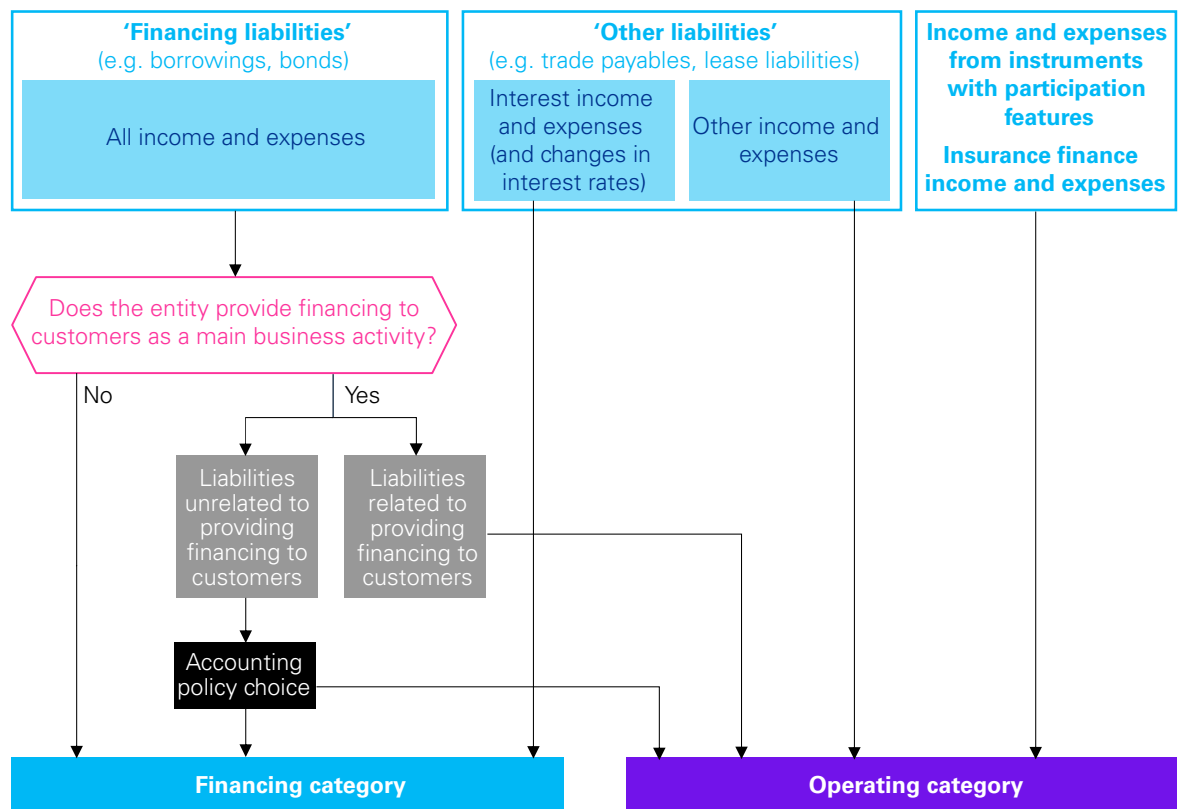 ‘Financing liabilities’
(e.g. borrowings, bonds)
All income and expenses
‘Other liabilities’
(e.g. trade payables, lease liabilities)
Interest income
and expenses
(and changes in
interest rates)
Other income and
expenses
Income and expenses
from instruments
with participation
features
Insurance finance
income and expenses
Does the entity provide financing to
customers as a main business activity?
No
Yes
Liabilities
unrelated to
providing
financing to
customers
Liabilities
related to
providing
financing to
customers
Accounting
policy choice
Financing category
Operating category